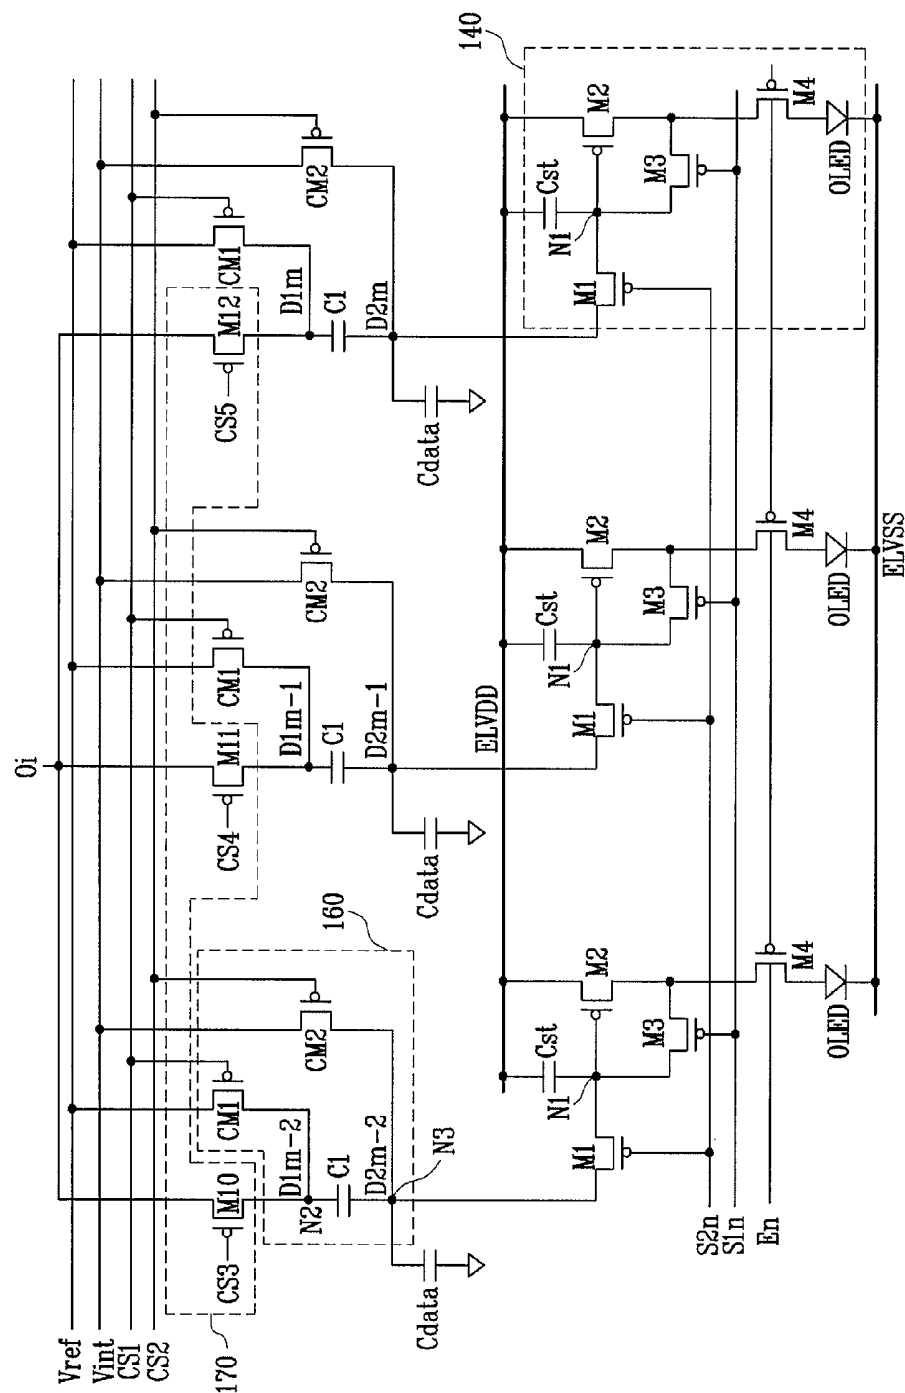 140
Oi
Vref
Vint
CS1
CS2
170
CS3
M10
CM1
CM2
160
D1m-2
N2
C1
D2m-2
N3
Cdata
CS4
M11
CM1
CM2
D1m-1
C1
D2m-1
Cdata
CS5
M12
CM1
CM2
D1m
C1
D2m
Cdata
ELVDD
Cst
N1
M1
M2
M3
M4
OLED
Cst
N1
M1
M2
M3
M4
OLED
Cst
N1
M1
M2
M3
M4
OLED
S2n
S1n
En
ELVSS